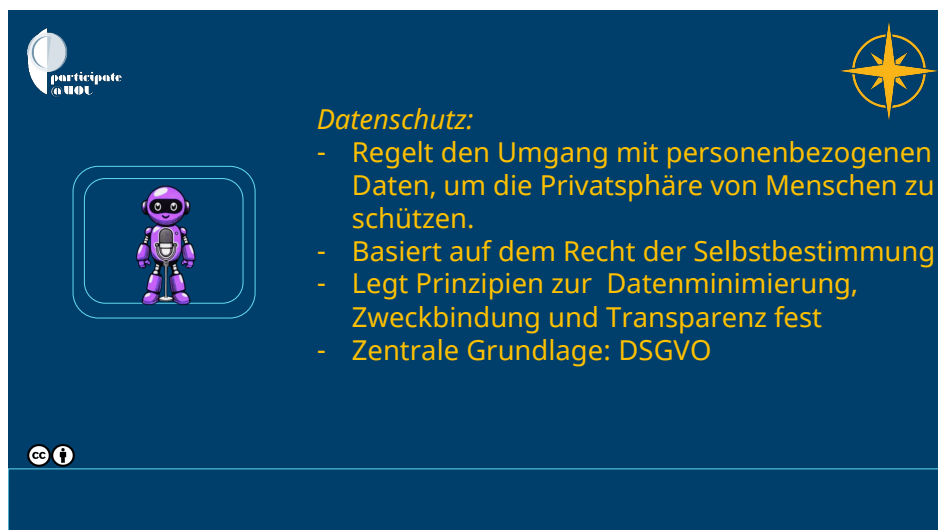 participate
@UOL
Datenschutz:
- Regelt den Umgang mit personenbezogenen
Daten, um die Privatsphäre von Menschen zu
schützen.
- Basiert auf dem Recht der Selbstbestimmung
- Legt Prinzipien zur  Datenminimierung,
Zweckbindung und Transparenz fest
- Zentrale Grundlage: DSGVO
cc